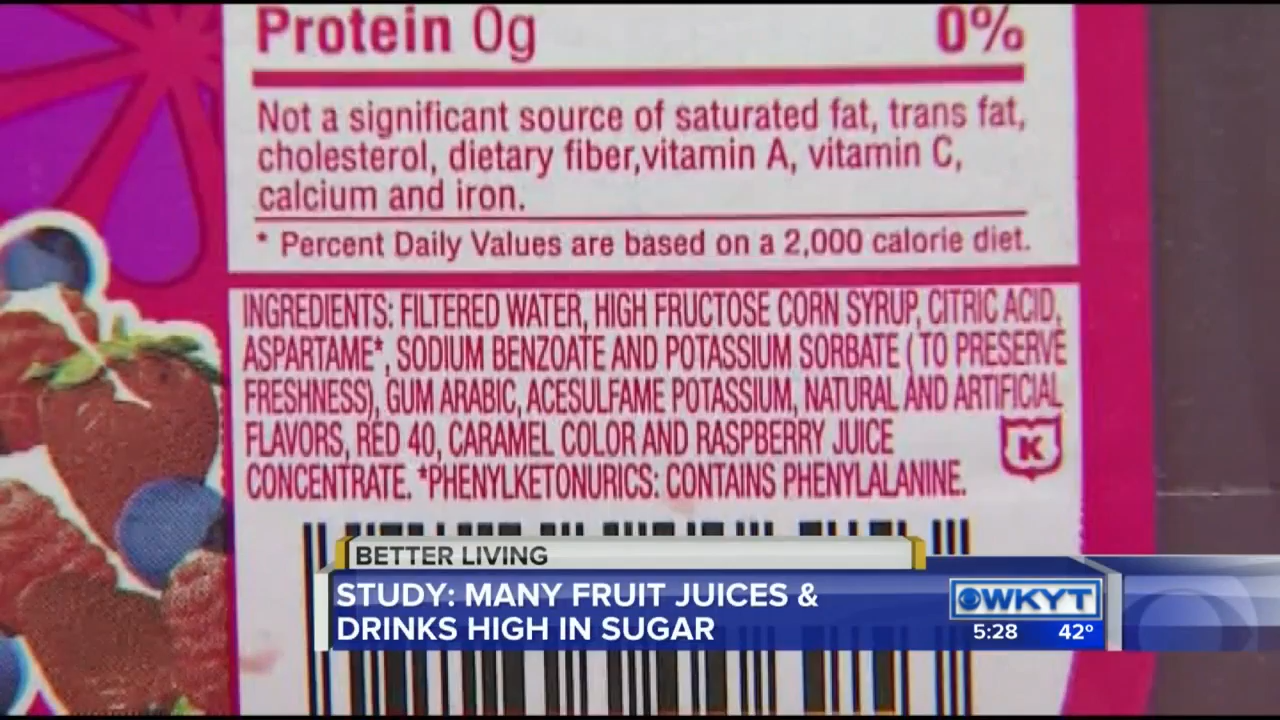 Protein 0g 0%
Not a significant source of saturated fat, trans fat,
cholesterol, dietary fiber,vitamin A, vitamin C,
calcium and iron.
* Percent Daily Values are based on a 2,000 calorie diet.
INGREDIENTS: FILTERED WATER, HIGH FRUCTOSE CORN SYRUP, CITRIC ACID,
ASPARTAME*, SODIUM BENZOATE AND POTASSIUM SORBATE ( TO PRESERVE
FRESHNESS), GUM ARABIC, ACESULFAME POTASSIUM, NATURAL AND ARTIFICIAL
FLAVORS, RED 40, CARAMEL COLOR AND RASPBERRY JUICE
K
CONCENTRATE. *PHENYLKETONURICS: CONTAINS PHENYLALANINE.
BETTER LIVING
STUDY: MANY FRUIT JUICES &
DRINKS HIGH IN SUGAR
WKYT
5:28 42°